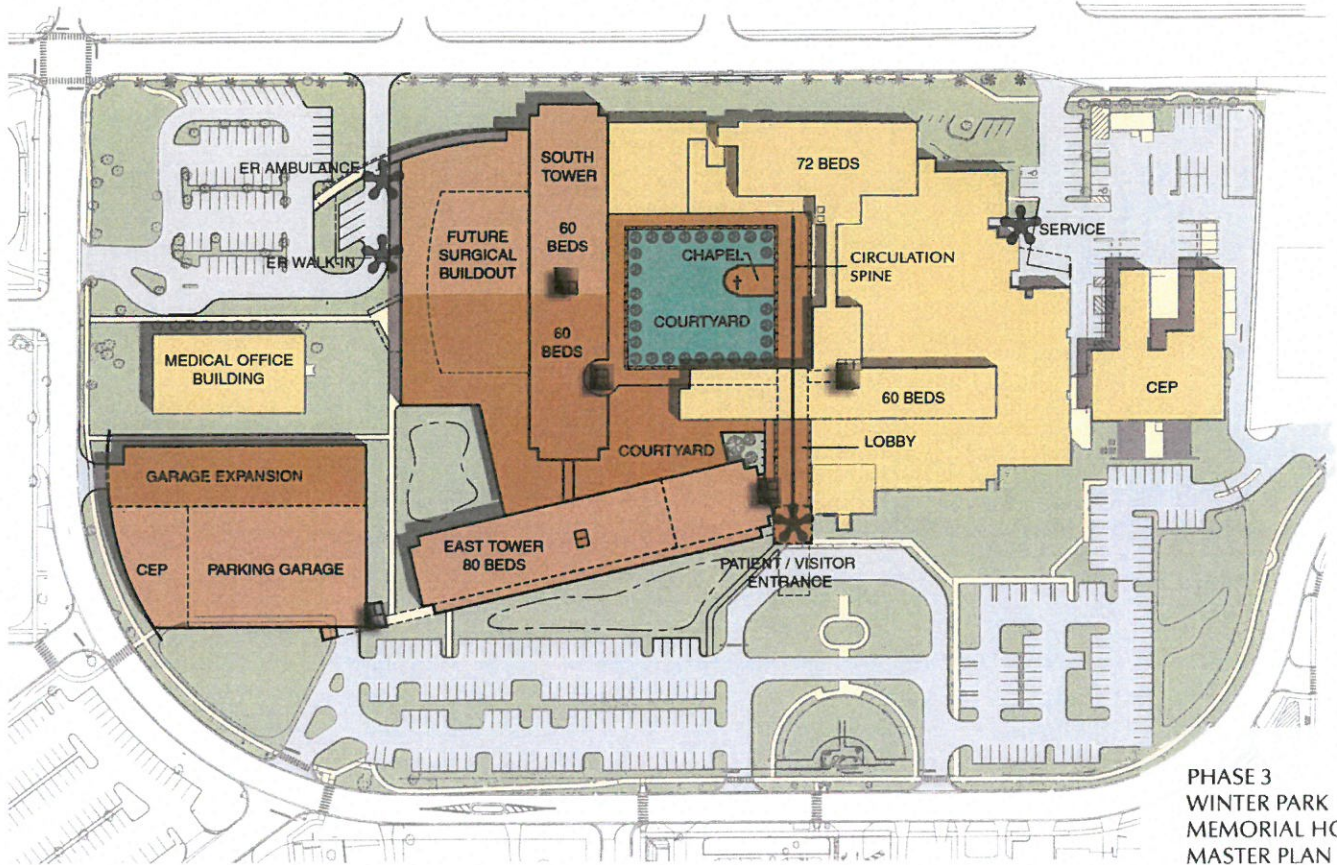 ER AMBULANCE
ER WALK-IN
SOUTH
TOWER
60
BEDS
60
BEDS
FUTURE
SURGICAL
BUILDOUT
72 BEDS
CHAPEL
COURTYARD
CIRCULATION
SPINE
SERVICE
MEDICAL OFFICE
BUILDING
60 BEDS
CEP
LOBBY
COURTYARD
GARAGE EXPANSION
CEP
PARKING GARAGE
EAST TOWER
80 BEDS
PATIENT / VISITOR
ENTRANCE
PHASE 3
WINTER PARK
MEMORIAL HO
MASTER PLAN